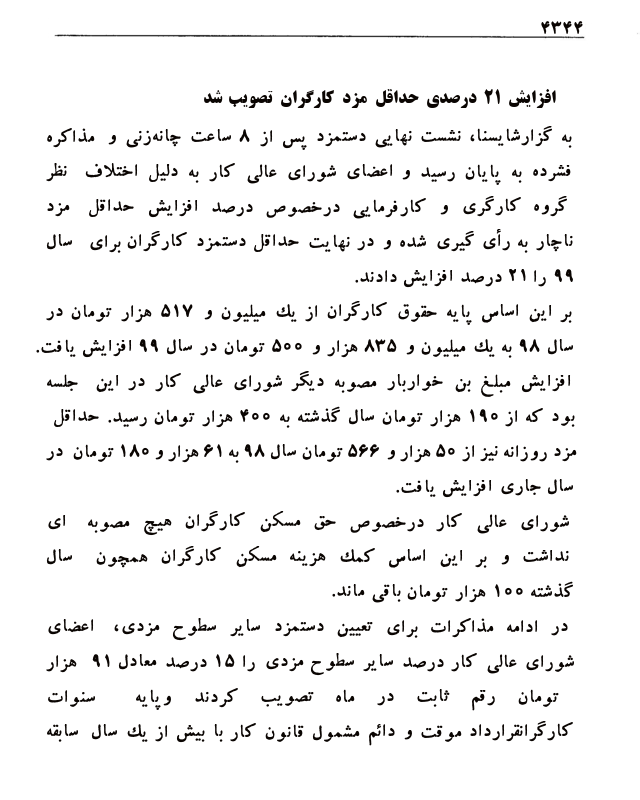 ۴۳۴۴
افزایش ۲۱ درصدی حداقل مزد کارگران تصویب شد
به گزارشایسنا، نشست نهایی دستمزد پس از ۸ ساعت چانه‌زنی و مذاکره
فشرده به پایان رسید و اعضای شورای عالی کار به دلیل اختلاف نظر
گروه کارگری و کارفرمایی درخصوص درصد افزایش حداقل مزد
ناچار به رأی گیری شده و در نهایت حداقل دستمزد کارگران برای سال
۹۹ را ۲۱ درصد افزایش دادند.
بر این اساس پایه حقوق کارگران از یك میلیون و ۵۱۷ هزار تومان در
سال ۹۸ به یك میلیون و ۸۳۵ هزار و ۵۰۰ تومان در سال ۹۹ افزایش یافت.
افزایش مبلغ بن خواربار مصوبه دیگر شورای عالی کار در این جلسه
بود که از ۱۹۰ هزار تومان سال گذشته به ۴۰۰ هزار تومان رسید. حداقل
مزد روزانه نیز از ۵۰ هزار و ۵۶۶ تومان سال ۹۸ به ۶۱ هزار و ۱۸۰ تومان در
سال جاری افزایش یافت.
شورای عالی کار درخصوص حق مسکن کارگران هیچ مصوبه ای
نداشت و بر این اساس کمك هزینه مسکن کارگران همچون سال
گذشته ۱۰۰ هزار تومان باقی ماند.
در ادامه مذاکرات برای تعیین دستمزد سایر سطوح مزدی، اعضای
شورای عالی کار درصد سایر سطوح مزدی را ۱۵ درصد معادل ۹۱ هزار
تومان رقم ثابت در ماه تصویب کردند وپایه سنوات
کارگرانقرارداد موقت و دائم مشمول قانون کار با بیش از یك سال سابقه